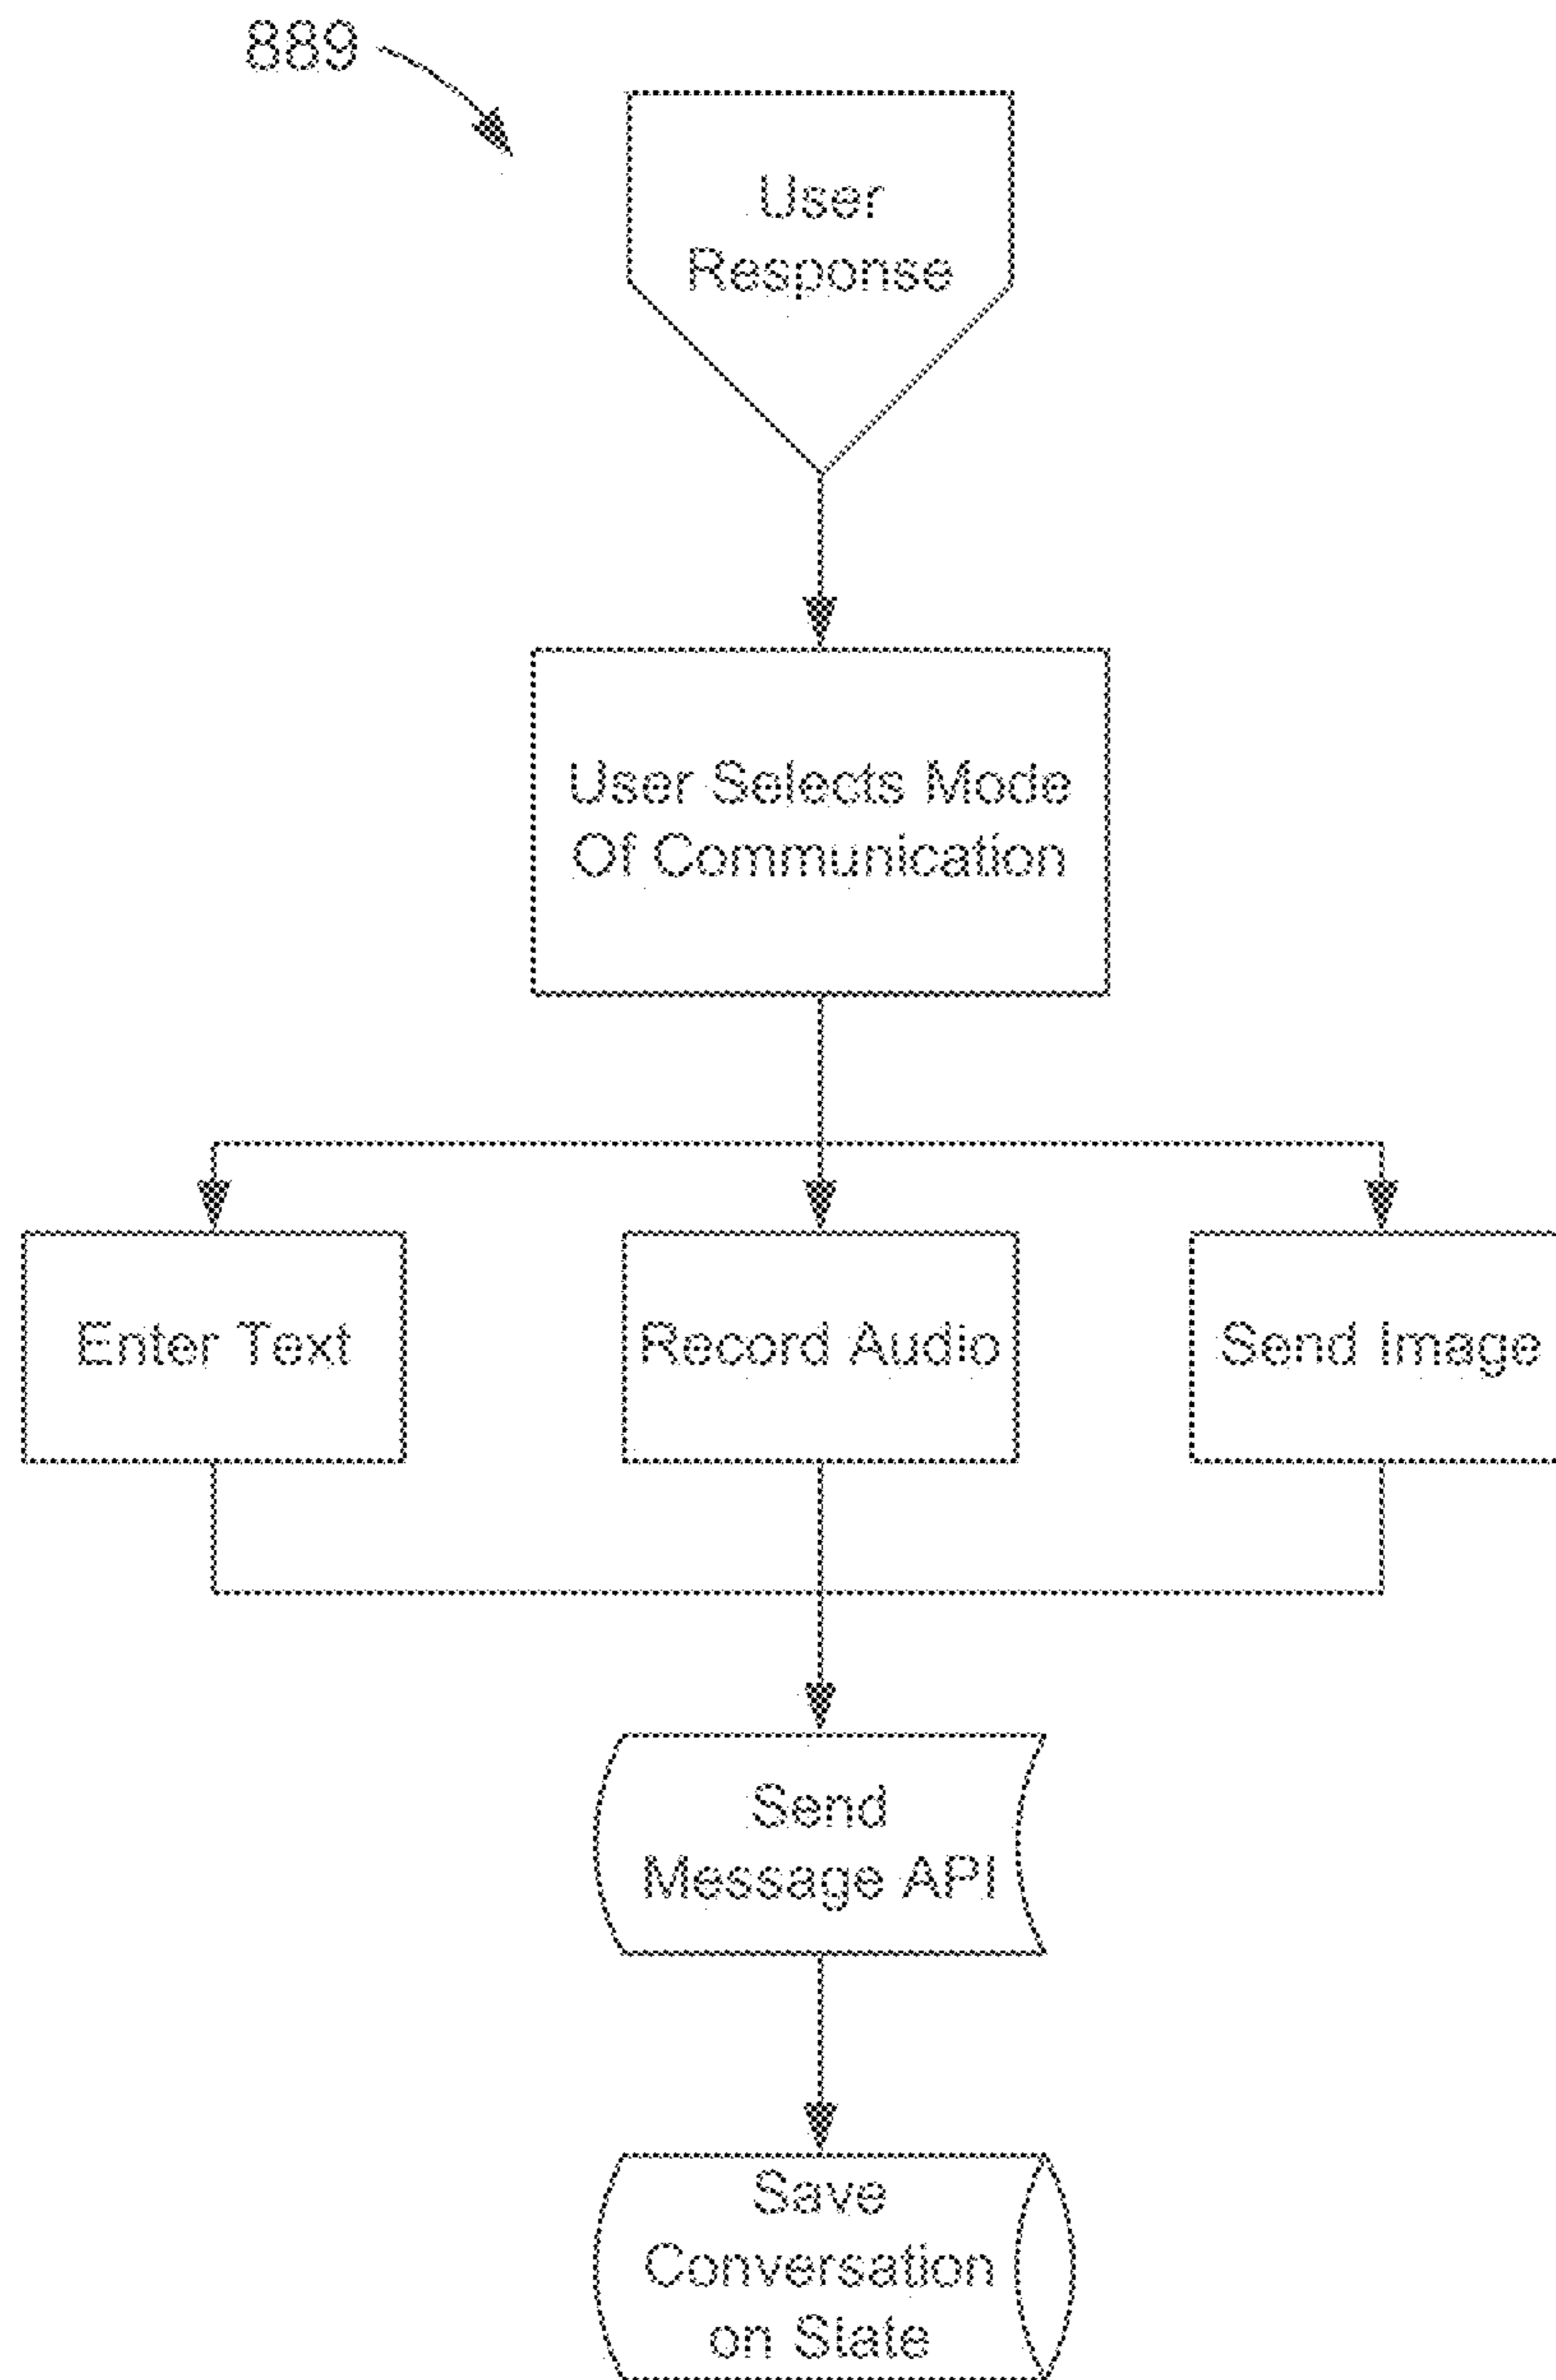 889
User
Response
User Selects Mode
Of Communication
Enter Text
Record Audio
Send Image
Send
Message API
Save
Conversation
on State